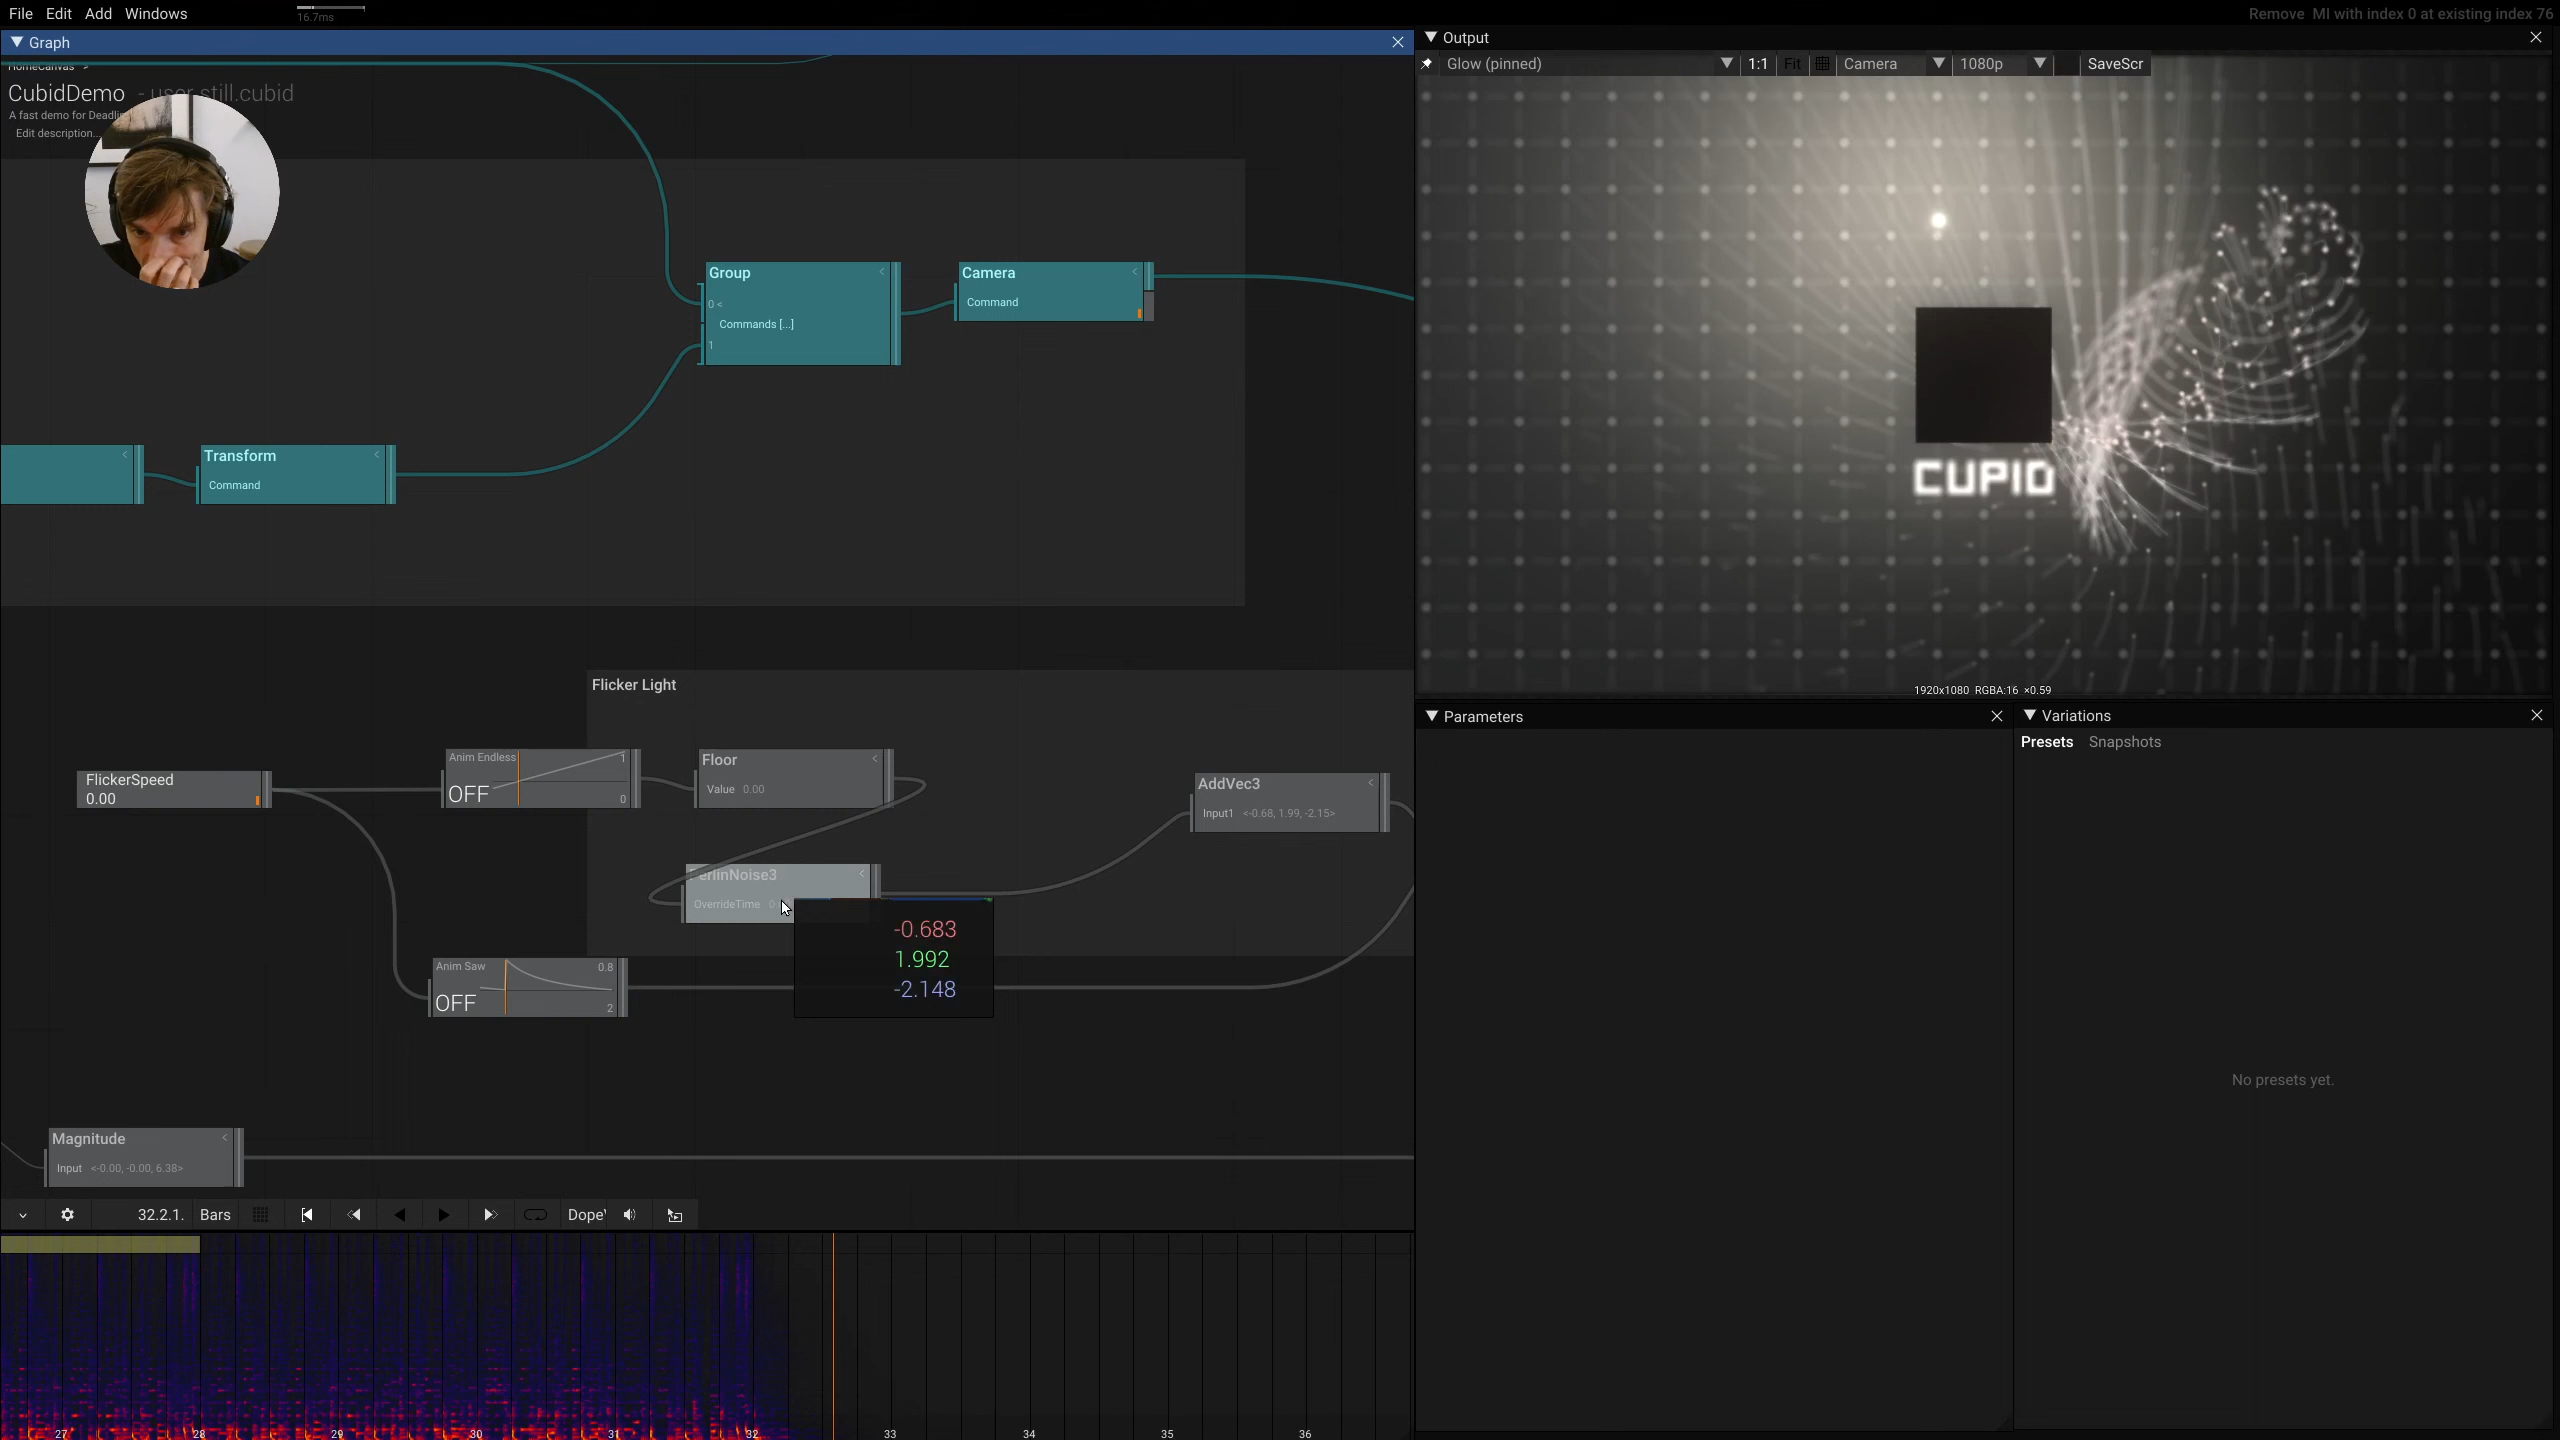 File Edit Add Windows
16.7ms
Remove MI with index 0 at existing index 76
Graph
HomeCanvas >
CubidDemo - user.still.cubid
A fast demo for Deadli
Edit description...
Group
0 <
Commands [...]
1
Camera
Command
Transform
Command
Flicker Light
FlickerSpeed
0.00
Anim Endless
1
OFF
0
Floor
Value 0.00
AddVec3
Input1 <-0.68, 1.99, -2.15>
PerlinNoise3
OverrideTime
-0.683
1.992
-2.148
Anim Saw
0.8
OFF
2
Magnitude
Input <-0.00, -0.00, 6.38>
32.2.1. Bars
Dope
27 28 29 30 31 32 33 34 35 36
Output
Glow (pinned) 1:1 Fit Camera 1080p SaveScr
CUPID
1920x1080 RGBA:16 ×0.59
Parameters
Variations
Presets Snapshots
No presets yet.